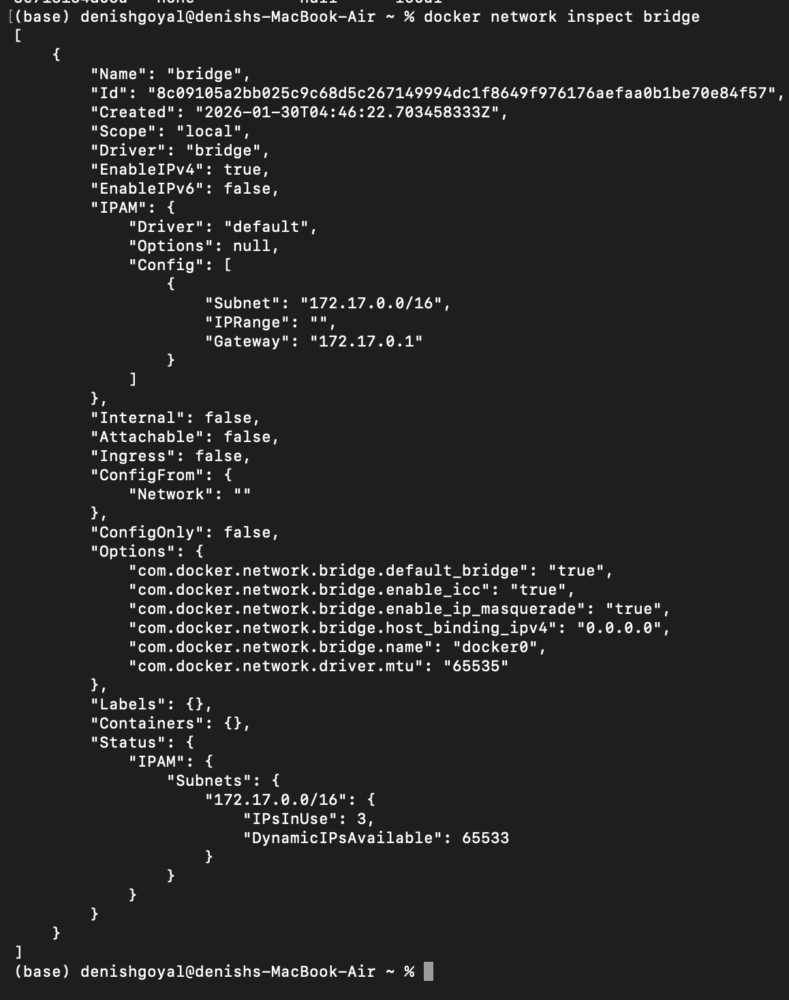 [(base) denishgoyal@denishs-MacBook-Air ~ % docker network inspect bridge
[
    {
        "Name": "bridge",
        "Id": "8c09105a2bb025c9c68d5c267149994dc1f8649f976176aefaa0b1be70e84f57",
        "Created": "2026-01-30T04:46:22.703458333Z",
        "Scope": "local",
        "Driver": "bridge",
        "EnableIPv4": true,
        "EnableIPv6": false,
        "IPAM": {
            "Driver": "default",
            "Options": null,
            "Config": [
                {
                    "Subnet": "172.17.0.0/16",
                    "IPRange": "",
                    "Gateway": "172.17.0.1"
                }
            ]
        },
        "Internal": false,
        "Attachable": false,
        "Ingress": false,
        "ConfigFrom": {
            "Network": ""
        },
        "ConfigOnly": false,
        "Options": {
            "com.docker.network.bridge.default_bridge": "true",
            "com.docker.network.bridge.enable_icc": "true",
            "com.docker.network.bridge.enable_ip_masquerade": "true",
            "com.docker.network.bridge.host_binding_ipv4": "0.0.0.0",
            "com.docker.network.bridge.name": "docker0",
            "com.docker.network.driver.mtu": "65535"
        },
        "Labels": {},
        "Containers": {},
        "Status": {
            "IPAM": {
                "Subnets": {
                    "172.17.0.0/16": {
                        "IPsInUse": 3,
                        "DynamicIPsAvailable": 65533
                    }
                }
            }
        }
    }
]
(base) denishgoyal@denishs-MacBook-Air ~ %